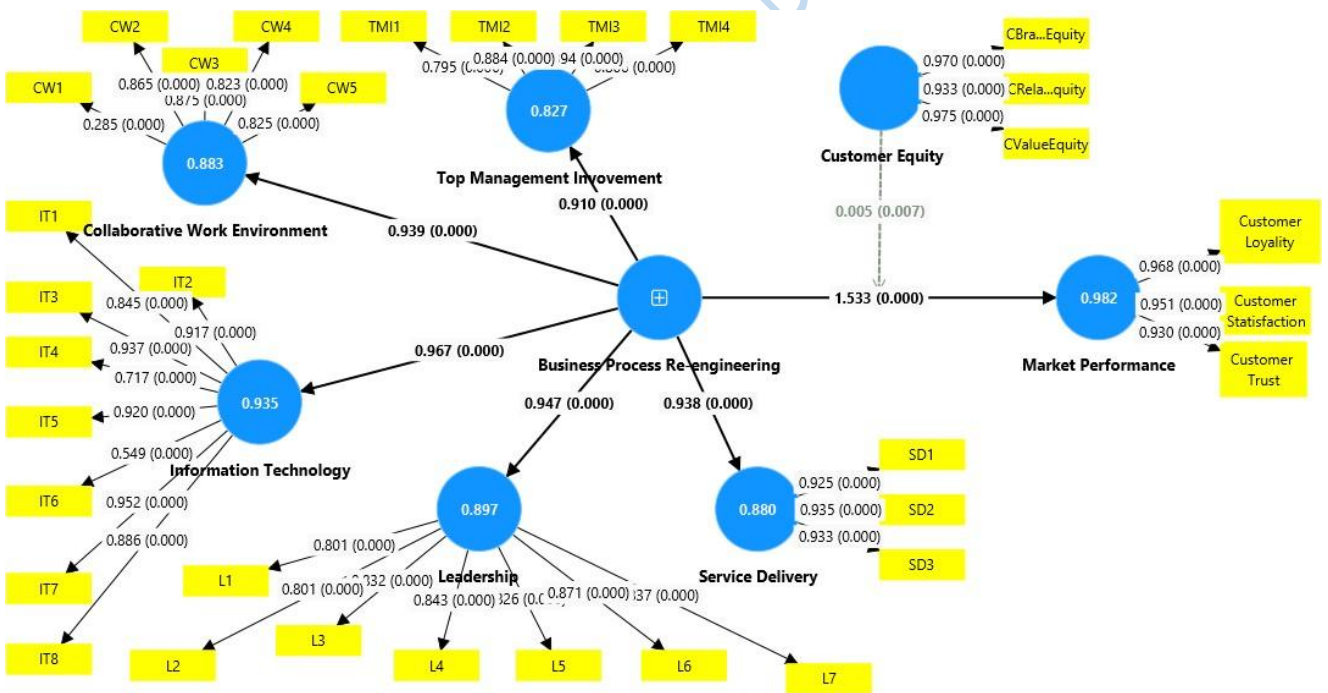 CW2
CW4
CW3
CW1
CW5
0.865 (0.000)
0.823 (0.000)
0.875 (0.000)
0.285 (0.000)
0.825 (0.000)
0.883
Collaborative Work Environment
TMI1
TMI2
TMI3
TMI4
0.795
0.884 (0.000)
(0.000)
0.827
Top Management Invovement
0.910 (0.000)
CBra...Equity
CRela...quity
CValueEquity
0.970 (0.000)
0.933 (0.000)
0.975 (0.000)
Customer Equity
0.005 (0.007)
0.939 (0.000)
1.533 (0.000)
Business Process Re-engineering
0.982
Market Performance
0.968 (0.000)
0.951 (0.000)
0.930 (0.000)
Customer
Loyality
Customer
Statisfaction
Customer
Trust
IT1
IT2
IT3
IT4
IT5
IT6
IT7
IT8
0.845 (0.000)
0.917 (0.000)
0.937 (0.000)
0.717 (0.000)
0.920 (0.000)
0.549 (0.000)
0.952 (0.000)
0.886 (0.000)
0.935
Information Technology
0.967 (0.000)
0.947 (0.000)
0.938 (0.000)
0.897
Leadership
0.801 (0.000)
0.801 (0.000)
(0.000)
0.843 (0.000)
0.871 (0.000)
(0.000)
L1
L2
L3
L4
L5
L6
L7
0.880
Service Delivery
0.925 (0.000)
0.935 (0.000)
0.933 (0.000)
SD1
SD2
SD3